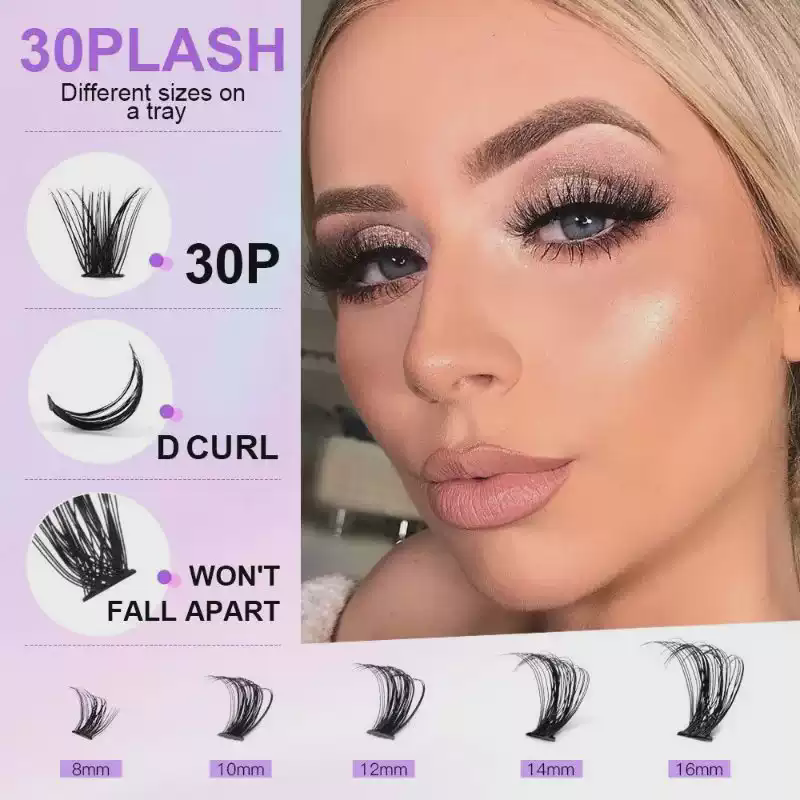 30PLASH
Different sizes on
a tray
30P
D CURL
WON'T
FALL APART
8mm
10mm
12mm
14mm
16mm